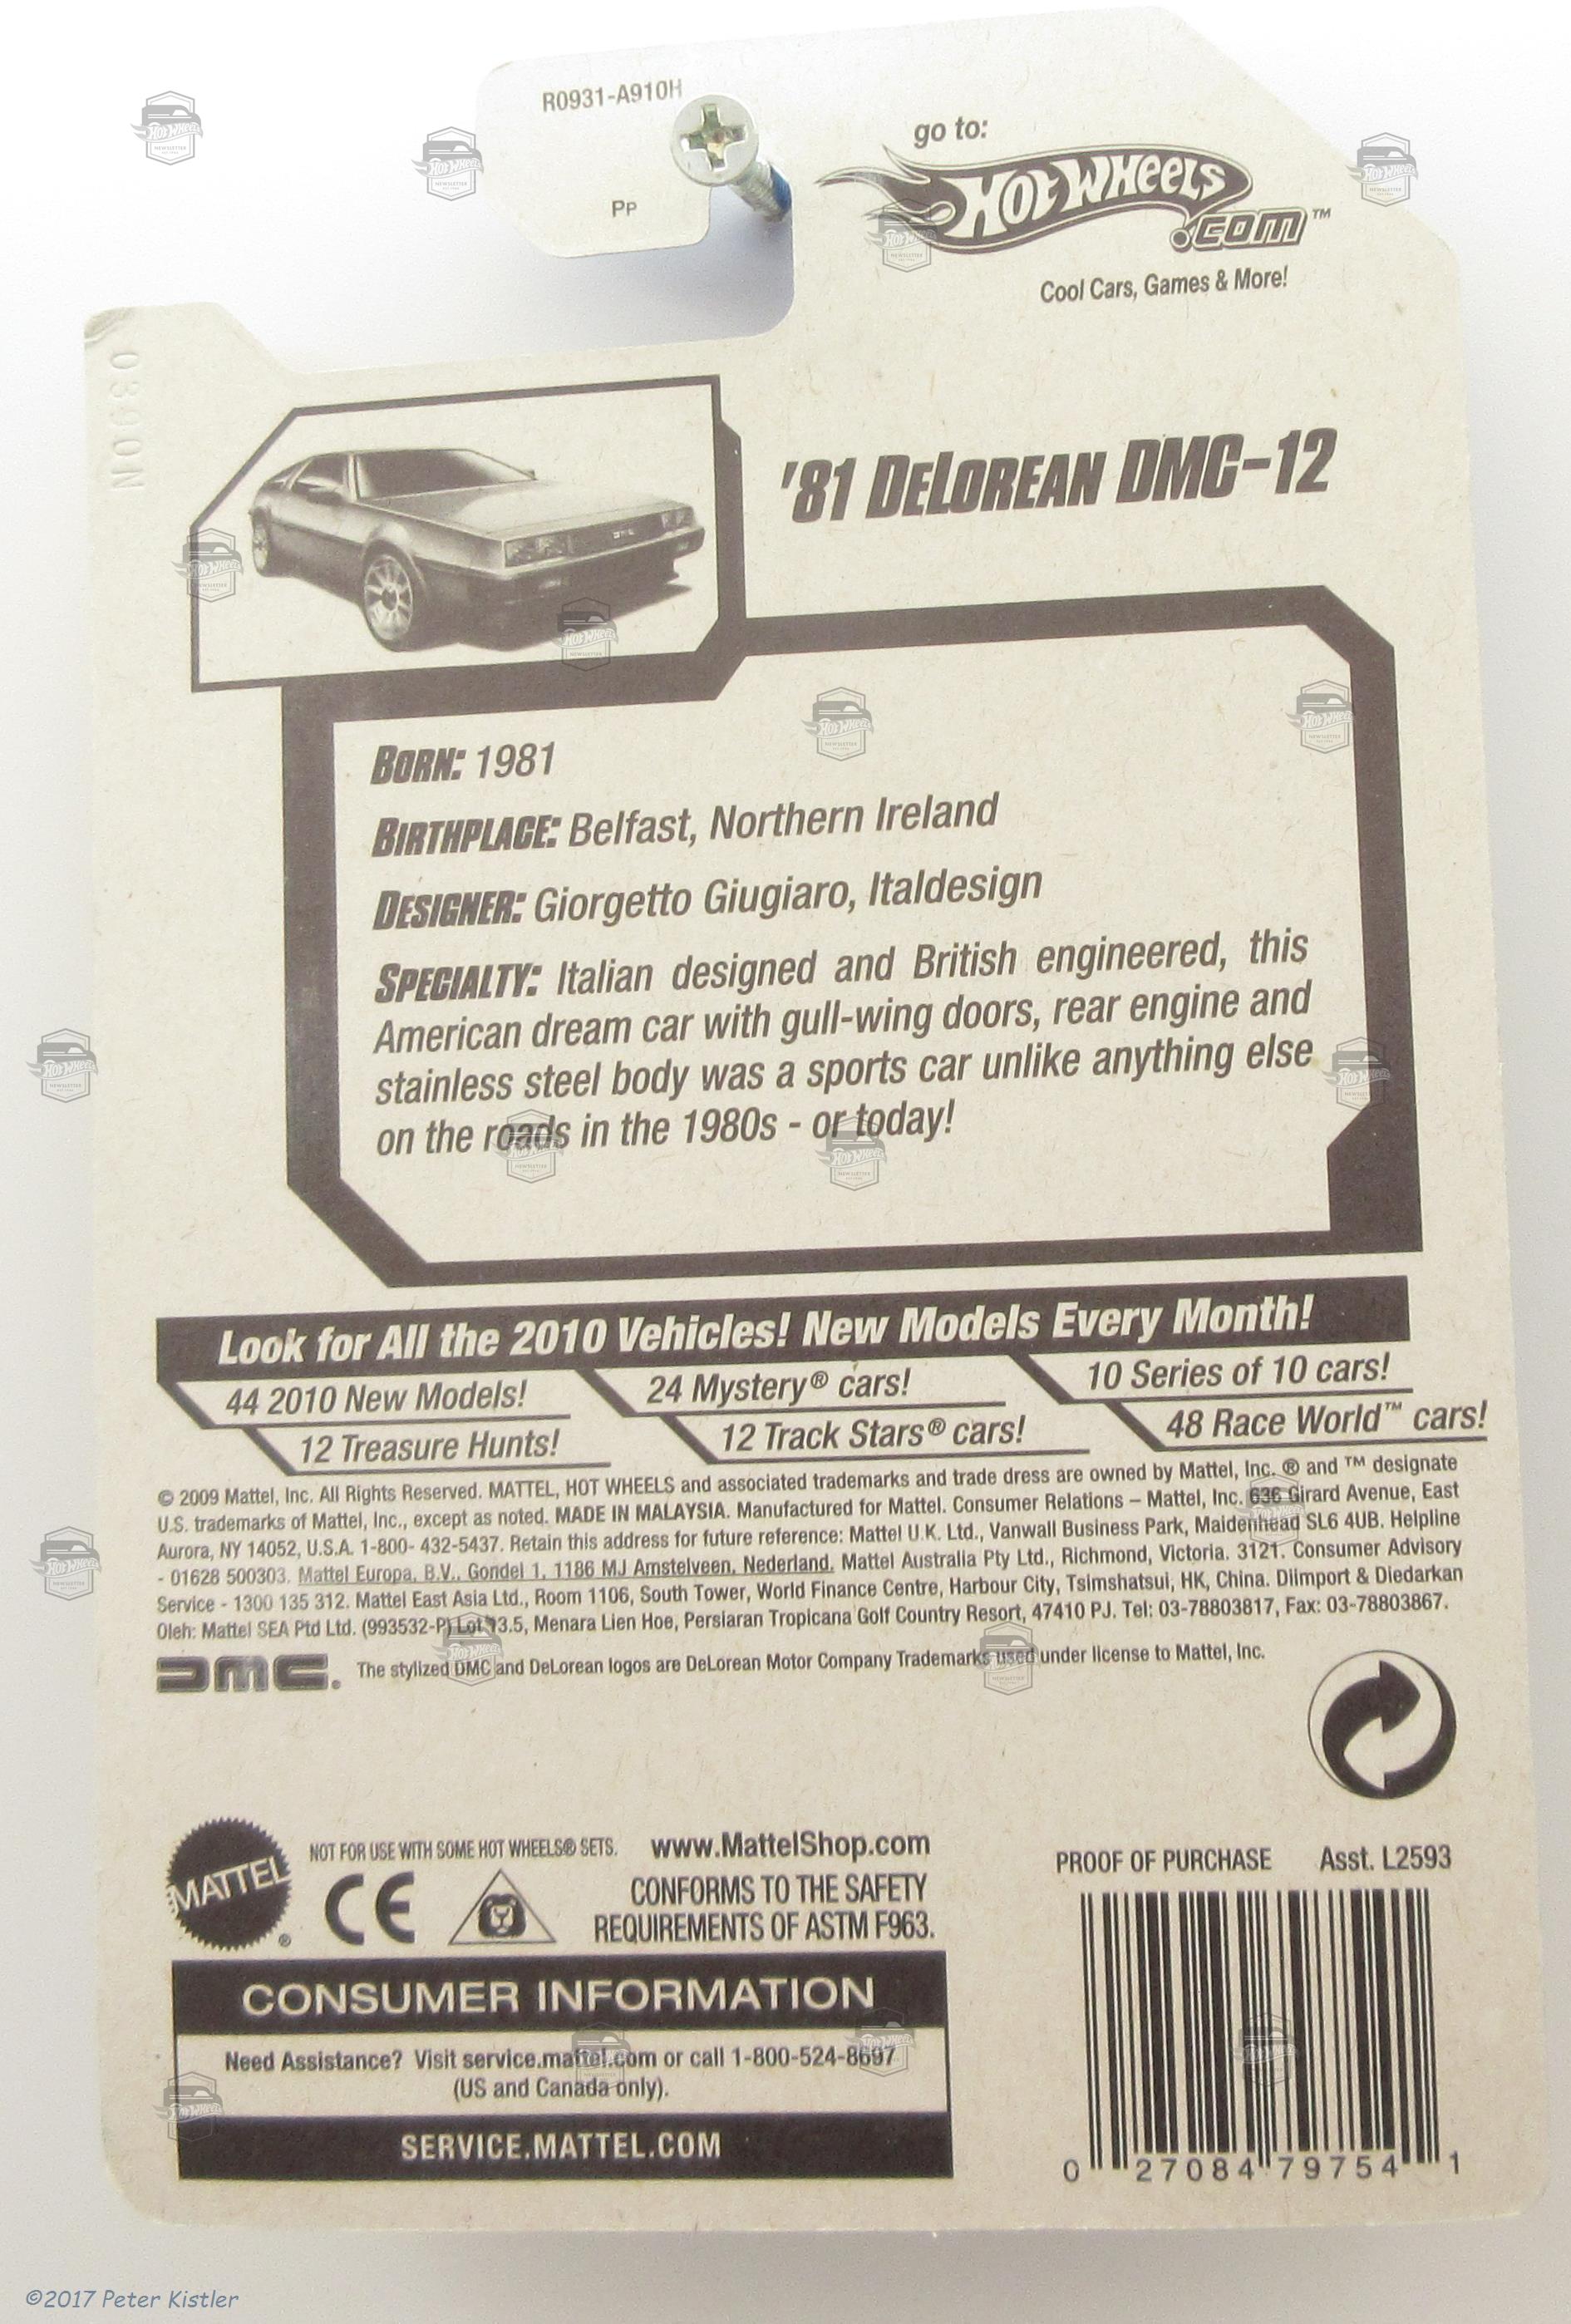 R0931-A910H
PP
go to:
HOT WHEELS
.COM™
Cool Cars, Games & More!
'81 DELOREAN DMC-12
BORN: 1981
BIRTHPLACE: Belfast, Northern Ireland
DESIGNER: Giorgetto Giugiaro, Italdesign
SPECIALTY: Italian designed and British engineered, this
American dream car with gull-wing doors, rear engine and
stainless steel body was a sports car unlike anything else
on the roads in the 1980s - or today!
Look for All the 2010 Vehicles! New Models Every Month!
44 2010 New Models!
24 Mystery® cars!
10 Series of 10 cars!
12 Treasure Hunts!
12 Track Stars® cars!
48 Race World™ cars!
© 2009 Mattel, Inc. All Rights Reserved. MATTEL, HOT WHEELS and associated trademarks and trade dress are owned by Mattel, Inc. ® and ™ designate
U.S. trademarks of Mattel, Inc., except as noted. MADE IN MALAYSIA. Manufactured for Mattel. Consumer Relations – Mattel, Inc. 636 Girard Avenue, East
Aurora, NY 14052, U.S.A. 1-800- 432-5437. Retain this address for future reference: Mattel U.K. Ltd., Vanwall Business Park, Maidenhead SL6 4UB. Helpline
- 01628 500303. Mattel Europa, B.V., Gondel 1, 1186 MJ Amstelveen, Nederland. Mattel Australia Pty Ltd., Richmond, Victoria. 3121. Consumer Advisory
Service - 1300 135 312. Mattel East Asia Ltd., Room 1106, South Tower, World Finance Centre, Harbour City, Tsimshatsui, HK, China. Diimport & Diedarkan
Oleh: Mattel SEA Ptd Ltd. (993532-P) Lot 13.5, Menara Lien Hoe, Persiaran Tropicana Golf Country Resort, 47410 PJ. Tel: 03-78803817, Fax: 03-78803867.
DMC. The stylized DMC and DeLorean logos are DeLorean Motor Company Trademarks used under license to Mattel, Inc.
MATTEL®
NOT FOR USE WITH SOME HOT WHEELS® SETS. www.MattelShop.com
CE
CONFORMS TO THE SAFETY
REQUIREMENTS OF ASTM F963.
PROOF OF PURCHASE Asst. L2593
CONSUMER INFORMATION
Need Assistance? Visit service.mattel.com or call 1-800-524-8697
(US and Canada only).
SERVICE.MATTEL.COM
0 27084 79754 1
©2017 Peter Kistler